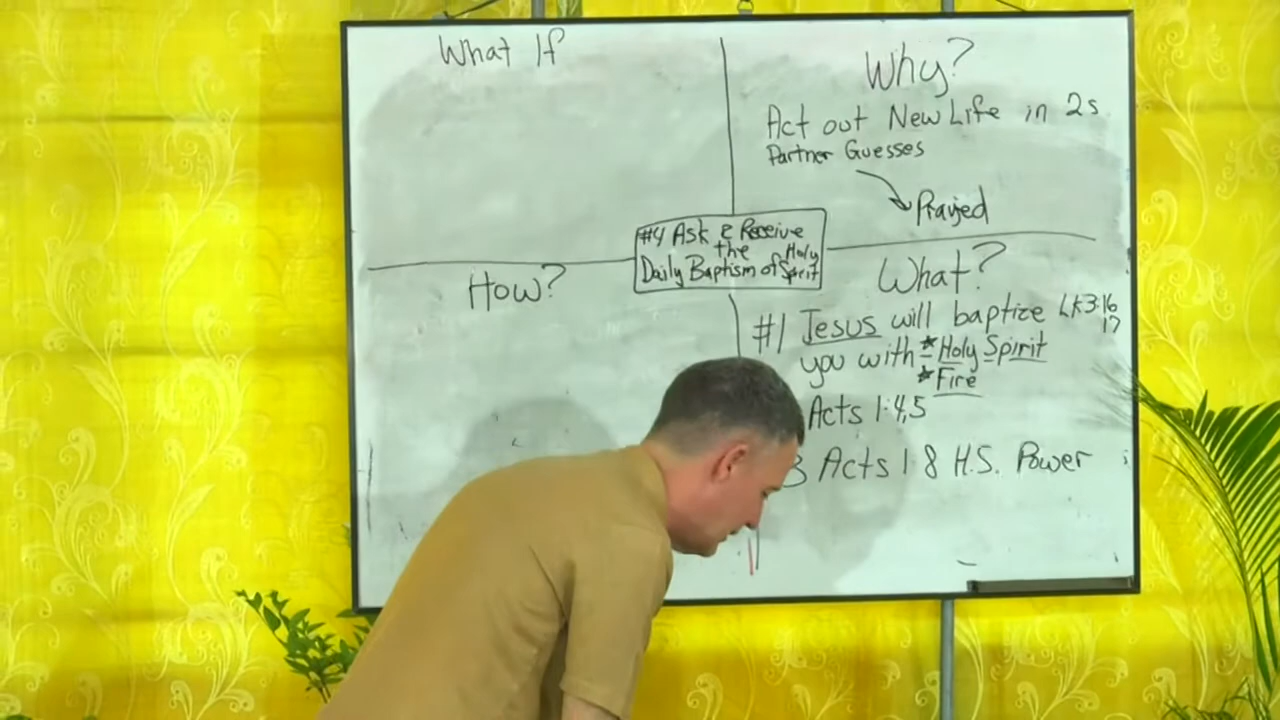 What If
Why?
Act out New Life in 2s
Partner Guesses
Prayed
#4 Ask & Receive
the Holy
Daily Baptism of Spirit
How?
What?
#1 Jesus will baptize LK3:16
17
you with * Holy Spirit
* Fire
Acts 1:4,5
3 Acts 1:8 H.S. Power